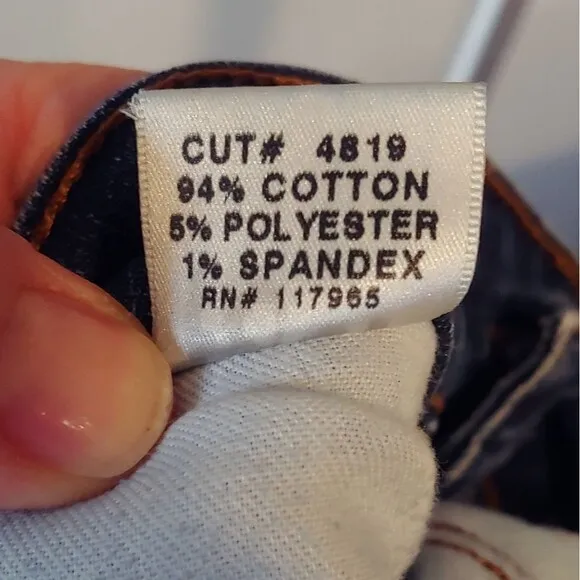 CUT# 4819
94% COTTON
5% POLYESTER
1% SPANDEX
RN# 117965